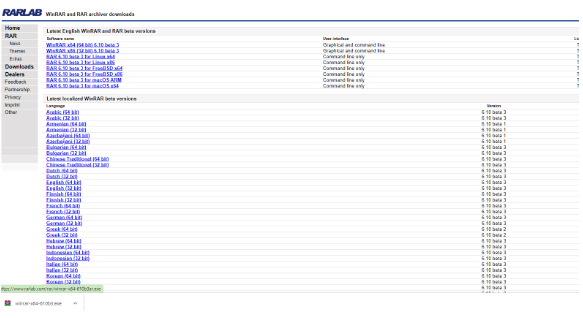 RARLAB WinRAR and RAR archiver downloads
Home
RAR
News
Themes
Extras
Downloads
Dealers
Feedback
Partnership
Privacy
Imprint
Other
Latest English WinRAR and RAR beta versions
Software name User interface
WinRAR x64 (64 bit) 6.10 beta 3 Graphical and command line
WinRAR x86 (32 bit) 6.10 beta 3 Graphical and command line
RAR 6.10 beta 3 for Linux x64 Command line only
RAR 6.10 beta 3 for Linux x86 Command line only
RAR 6.10 beta 3 for FreeBSD x64 Command line only
RAR 6.10 beta 3 for FreeBSD x86 Command line only
RAR 6.10 beta 3 for macOS ARM Command line only
RAR 6.10 beta 3 for macOS x64 Command line only
Latest localized WinRAR beta versions
Language Version
Arabic (64 bit) 6.10 beta 3
Arabic (32 bit) 6.10 beta 3
Armenian (64 bit) 6.10 beta 1
Armenian (32 bit) 6.10 beta 1
Azerbaijani (64 bit) 6.10 beta 1
Azerbaijani (32 bit) 6.10 beta 1
Bulgarian (64 bit) 6.10 beta 3
Bulgarian (32 bit) 6.10 beta 3
Chinese Traditional (64 bit) 6.10 beta 3
Chinese Traditional (32 bit) 6.10 beta 3
Dutch (64 bit) 6.10 beta 3
Dutch (32 bit) 6.10 beta 3
English (64 bit) 6.10 beta 3
English (32 bit) 6.10 beta 3
Finnish (64 bit) 6.10 beta 3
Finnish (32 bit) 6.10 beta 3
French (64 bit) 6.10 beta 3
French (32 bit) 6.10 beta 3
German (64 bit) 6.10 beta 3
German (32 bit) 6.10 beta 3
Greek (64 bit) 6.10 beta 2
Greek (32 bit) 6.10 beta 2
Hebrew (64 bit) 6.10 beta 3
Hebrew (32 bit) 6.10 beta 3
Indonesian (64 bit) 6.10 beta 3
Indonesian (32 bit) 6.10 beta 3
Italian (64 bit) 6.10 beta 3
Italian (32 bit) 6.10 beta 3
Korean (64 bit) 6.10 beta 3
Korean (32 bit) 6.10 beta 3
https://www.rarlab.com/rar/winrar-x64-610b3.exe
winrar-x64-610b3.exe